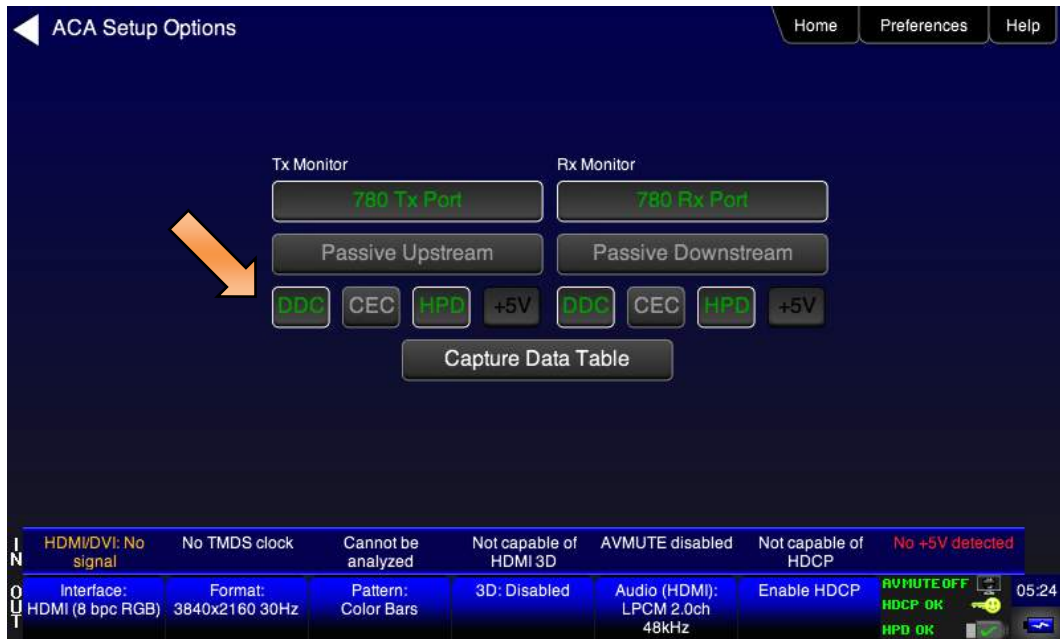 ACA Setup Options
Home
Preferences
Help
Tx Monitor
Rx Monitor
780 Tx Port
780 Rx Port
Passive Upstream
Passive Downstream
DDC
CEC
HPD
+5V
DDC
CEC
HPD
+5V
Capture Data Table
IN
HDMI/DVI: No
signal
No TMDS clock
Cannot be
analyzed
Not capable of
HDMI 3D
AVMUTE disabled
Not capable of
HDCP
No +5V detected
OUT
Interface:
HDMI (8 bpc RGB)
Format:
3840x2160 30Hz
Pattern:
Color Bars
3D: Disabled
Audio (HDMI):
LPCM 2.0ch
48kHz
Enable HDCP
AVMUTE OFF
HDCP OK
HPD OK
05:24